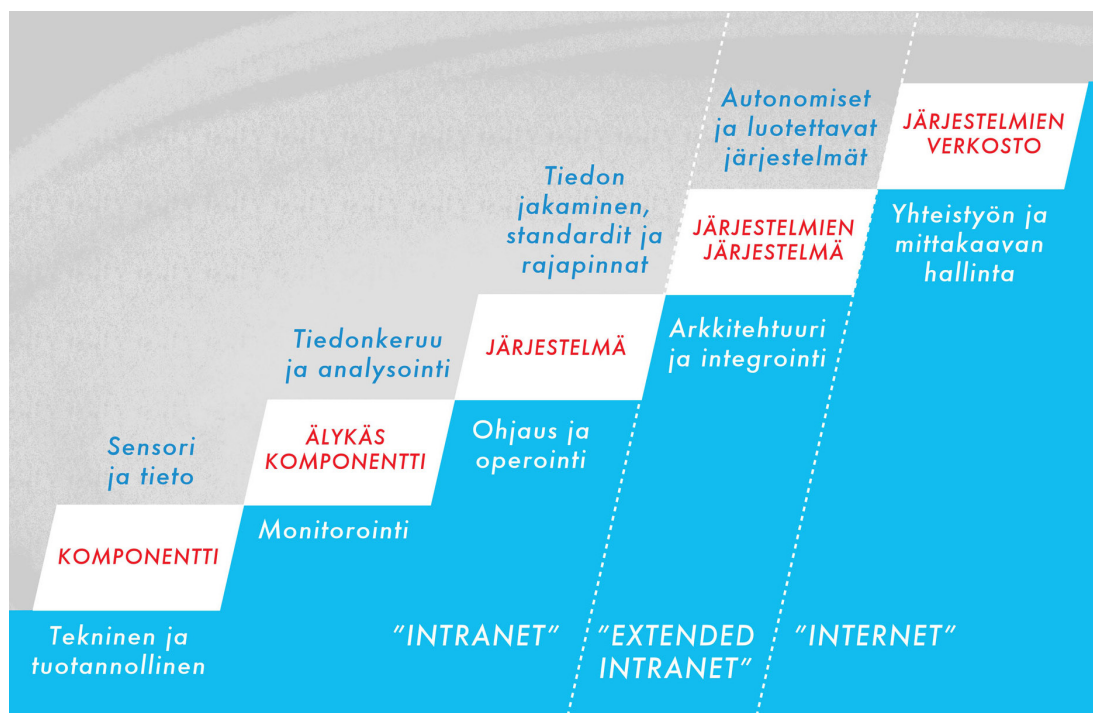 Autonomiset
ja luotettavat
järjestelmät
JÄRJESTELMIEN
VERKOSTO
Tiedon
jakaminen,
standardit ja
rajapinnat
JÄRJESTELMIEN
JÄRJESTELMÄ
Yhteistyön ja
mittakaavan
hallinta
Tiedonkeruu
ja analysointi
JÄRJESTELMÄ
Arkkitehtuuri
ja integrointi
Sensori
ja tieto
ÄLYKÄS
KOMPONENTTI
Ohjaus ja
operointi
KOMPONENTTI
Monitorointi
Tekninen ja
tuotannollinen
"INTRANET"
"EXTENDED
INTRANET"
"INTERNET"